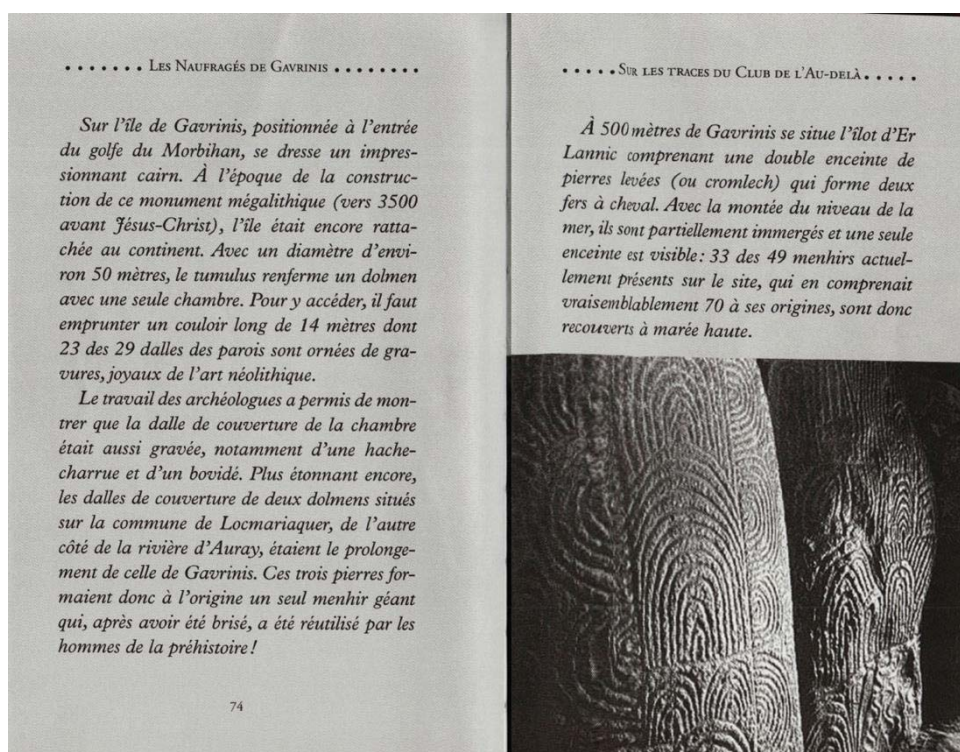 ....... LES NAUFRAGÉS DE GAVRINIS ........
Sur l'île de Gavrinis, positionnée à l'entrée
du golfe du Morbihan, se dresse un impres-
sionnant cairn. À l'époque de la construc-
tion de ce monument mégalithique (vers 3500
avant Jésus-Christ), l'île était encore ratta-
chée au continent. Avec un diamètre d'envi-
ron 50 mètres, le tumulus renferme un dolmen
avec une seule chambre. Pour y accéder, il faut
emprunter un couloir long de 14 mètres dont
23 des 29 dalles des parois sont ornées de gra-
vures, joyaux de l'art néolithique.
Le travail des archéologues a permis de mon-
trer que la dalle de couverture de la chambre
était aussi gravée, notamment d'une hache-
charrue et d'un bovidé. Plus étonnant encore,
les dalles de couverture de deux dolmens situés
sur la commune de Locmariaquer, de l'autre
côté de la rivière d'Auray, étaient le prolonge-
ment de celle de Gavrinis. Ces trois pierres for-
maient donc à l'origine un seul menhir géant
qui, après avoir été brisé, a été réutilisé par les
hommes de la préhistoire !
74
..... SUR LES TRACES DU CLUB DE L'AU-DELÀ .....
À 500 mètres de Gavrinis se situe l'îlot d'Er
Lannic comprenant une double enceinte de
pierres levées (ou cromlech) qui forme deux
fers à cheval. Avec la montée du niveau de la
mer, ils sont partiellement immergés et une seule
enceinte est visible : 33 des 49 menhirs actuel-
lement présents sur le site, qui en comprenait
vraisemblablement 70 à ses origines, sont donc
recouverts à marée haute.